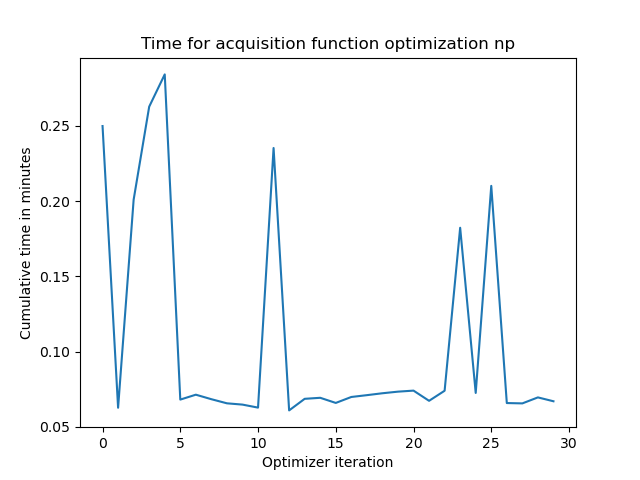 Time for acquisition function optimization np
Cumulative time in minutes
0.25
0.20
0.15
0.10
0.05
0 5 10 15 20 25 30
Optimizer iteration